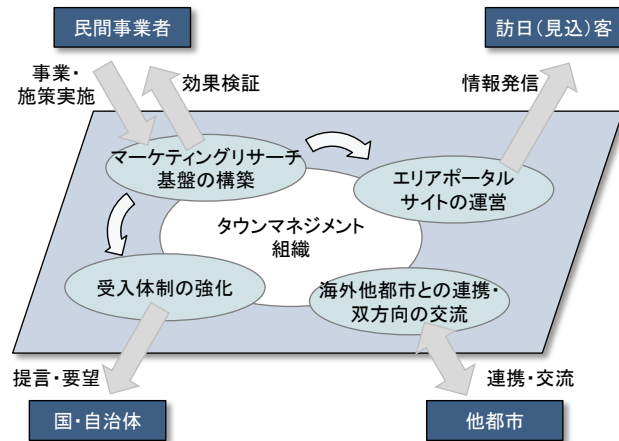 民間事業者
訪日(見込)客
事業・
施策実施
効果検証
情報発信
マーケティングリサーチ
基盤の構築
エリアポータル
サイトの運営
タウンマネジメント
組織
受入体制の強化
海外他都市との連携・
双方向の交流
提言・要望
連携・交流
国・自治体
他都市